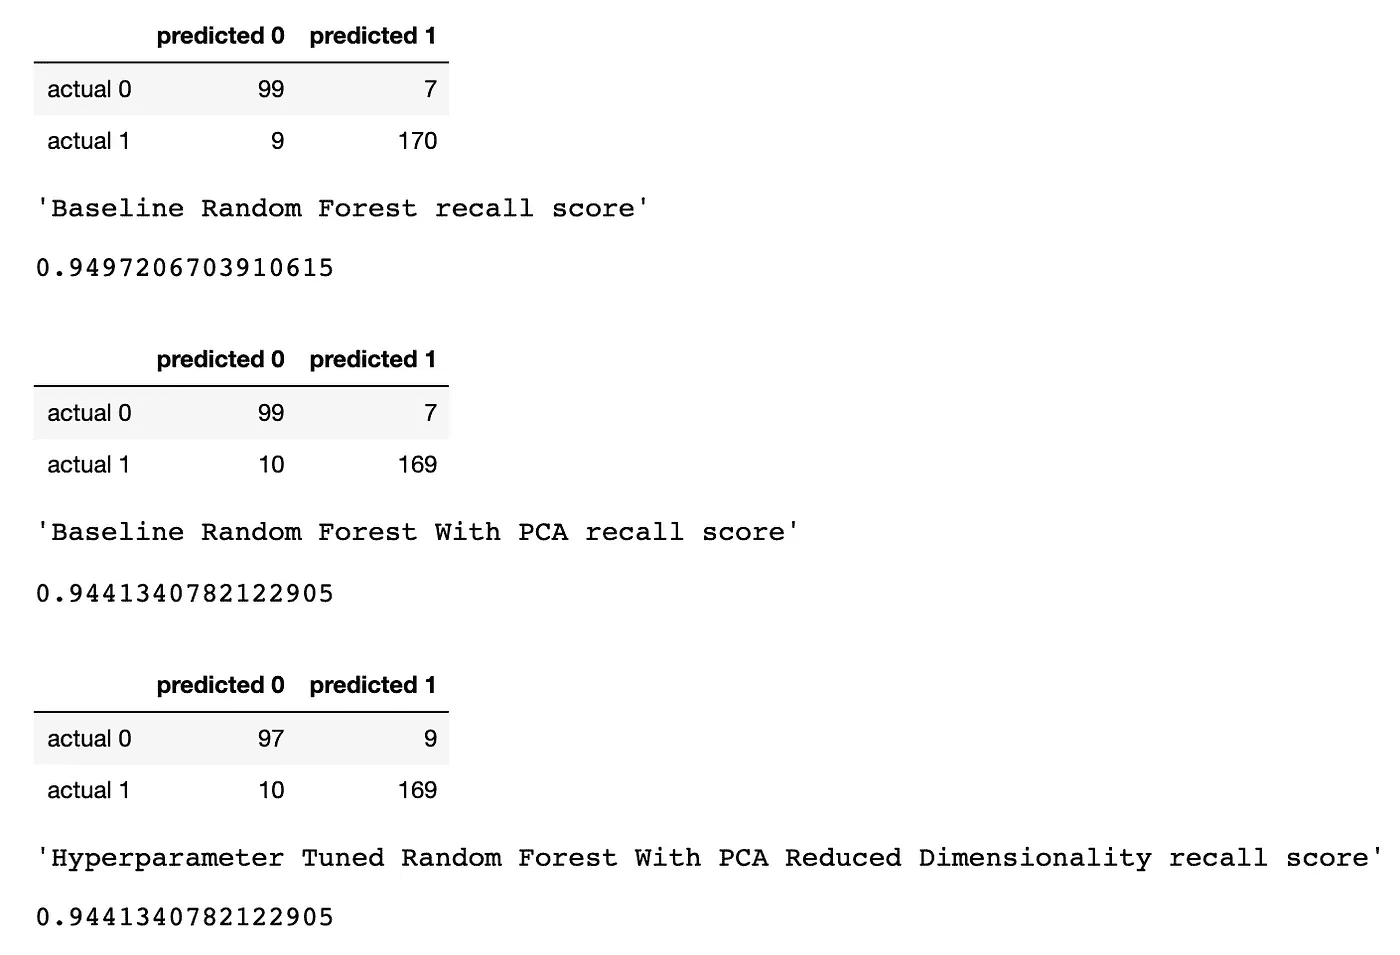 predicted 0 predicted 1
actual 0 99 7
actual 1 9 170
'Baseline Random Forest recall score'
0.9497206703910615
predicted 0 predicted 1
actual 0 99 7
actual 1 10 169
'Baseline Random Forest With PCA recall score'
0.9441340782122905
predicted 0 predicted 1
actual 0 97 9
actual 1 10 169
'Hyperparameter Tuned Random Forest With PCA Reduced Dimensionality recall score'
0.9441340782122905